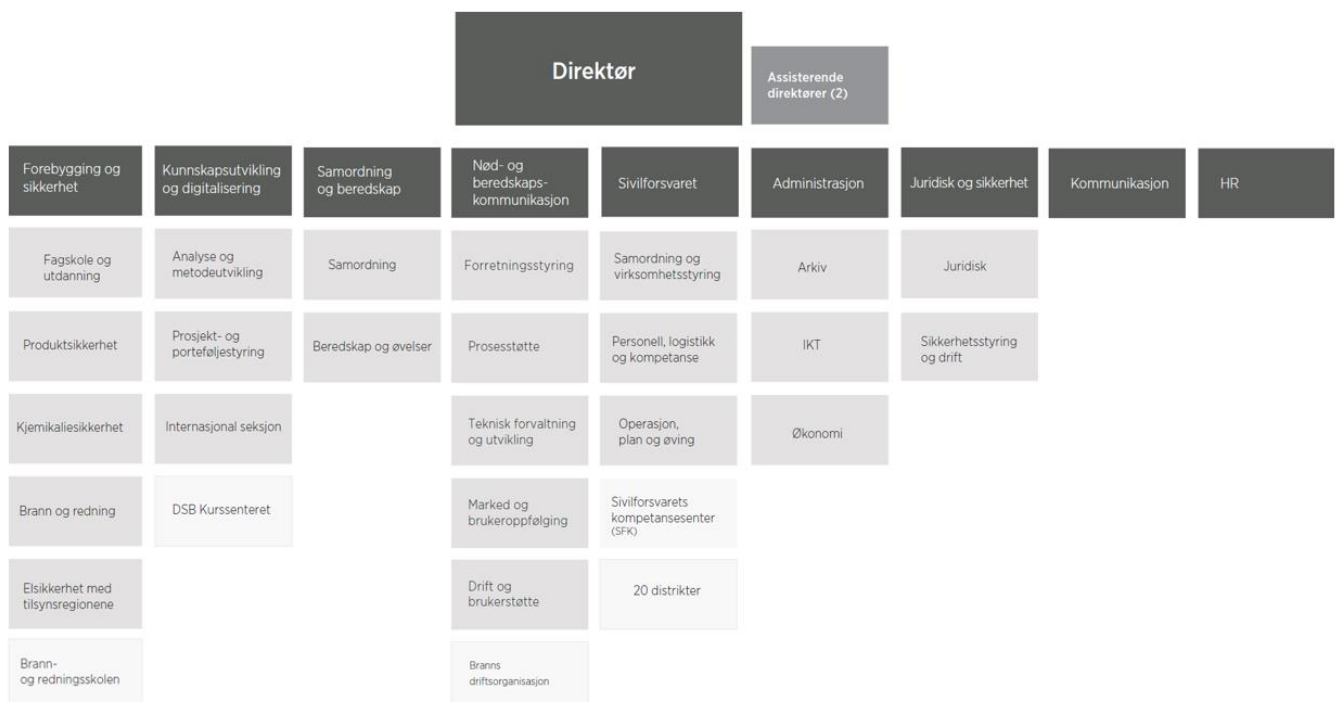 Direktør
Assisterende
direktører (2)
Forebygging og
sikkerhet
Kunnskapsutvikling
og digitalisering
Samordning
og beredskap
Nød- og
beredskaps-
kommunikasjon
Sivilforsvaret
Administrasjon
Juridisk og sikkerhet
Kommunikasjon
HR
Fagskole og
utdanning
Analyse og
metodeutvikling
Samordning
Forretningsstyring
Samordning og
virksomhetsstyring
Arkiv
Juridisk
Produktsikkerhet
Prosjekt- og
porteføljestyring
Beredskap og øvelser
Prosesstøtte
Personell, logistikk
og kompetanse
IKT
Sikkerhetsstyring
og drift
Kjemikaliesikkerhet
Internasjonal seksjon
Teknisk forvaltning
og utvikling
Operasjon,
plan og øving
Økonomi
Brann og redning
DSB Kurssenteret
Marked og
brukeroppfølging
Sivilforsvarets
kompetansesenter
(SFK)
Elsikkerhet med
tilsynsregionene
Drift og
brukerstøtte
20 distrikter
Brann-
og redningsskolen
Branns
driftsorganisasjon